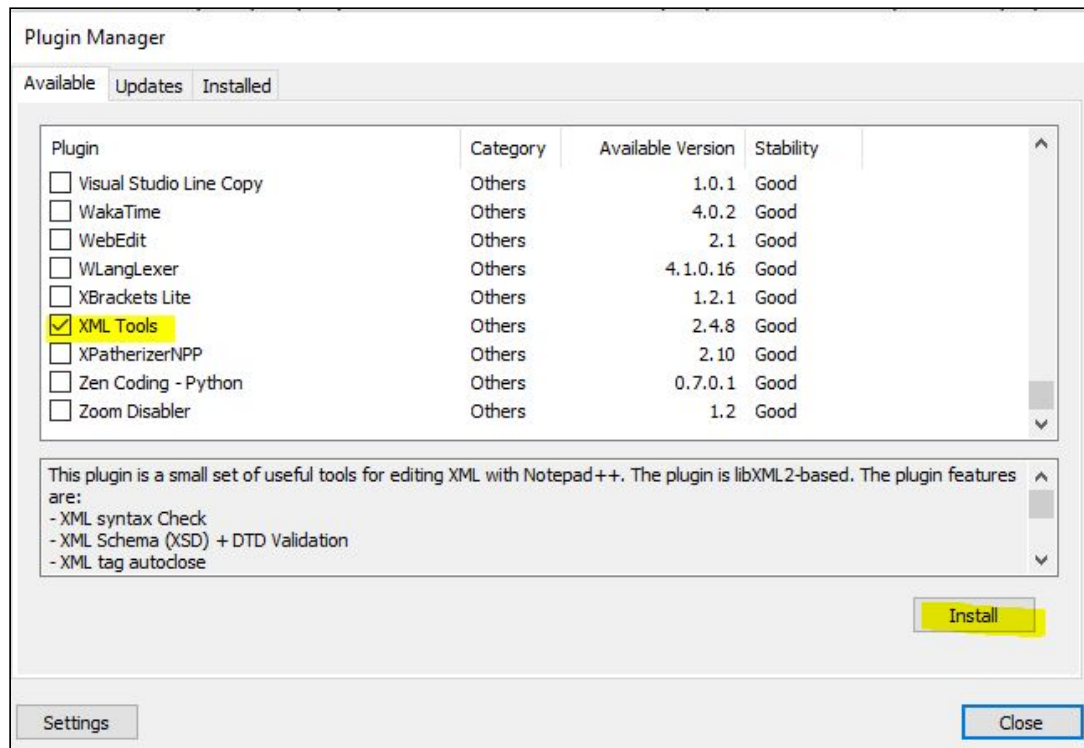 Plugin Manager
Available Updates Installed
Plugin Category Available Version Stability
Visual Studio Line Copy Others 1.0.1 Good
WakaTime Others 4.0.2 Good
WebEdit Others 2.1 Good
WLangLexer Others 4.1.0.16 Good
XBrackets Lite Others 1.2.1 Good
XML Tools Others 2.4.8 Good
XPatherizerNPP Others 2.10 Good
Zen Coding - Python Others 0.7.0.1 Good
Zoom Disabler Others 1.2 Good
This plugin is a small set of useful tools for editing XML with Notepad++. The plugin is libXML2-based. The plugin features
are:
- XML syntax Check
- XML Schema (XSD) + DTD Validation
- XML tag autoclose
Install
Settings Close